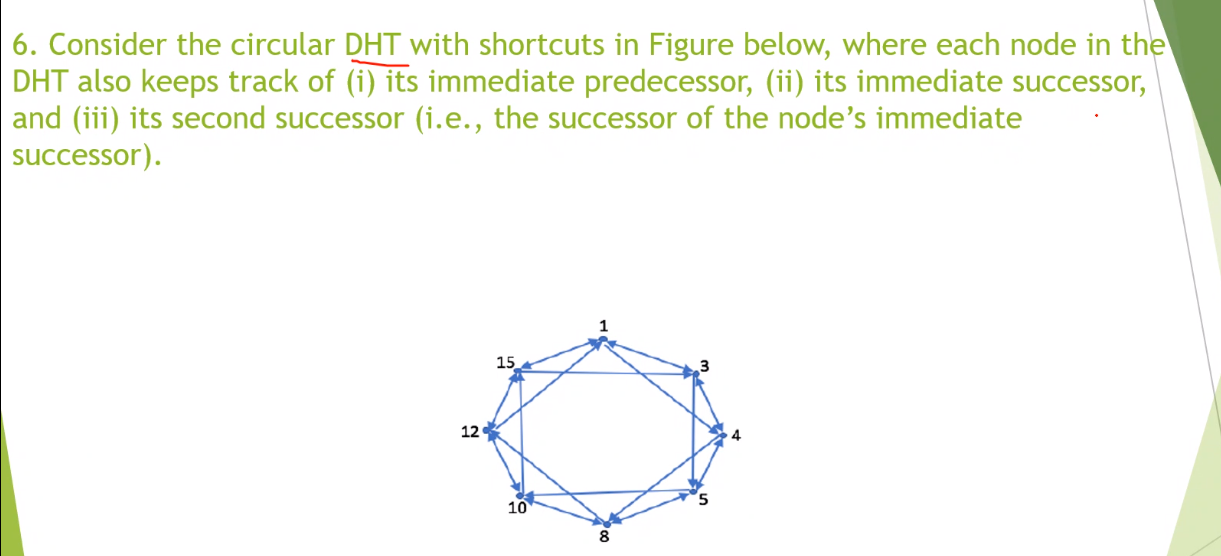 6. Consider the circular DHT with shortcuts in Figure below, where each node in the
DHT also keeps track of (i) its immediate predecessor, (ii) its immediate successor,
and (iii) its second successor (i.e., the successor of the node’s immediate
successor).
1
15
3
12
4
10
5
8